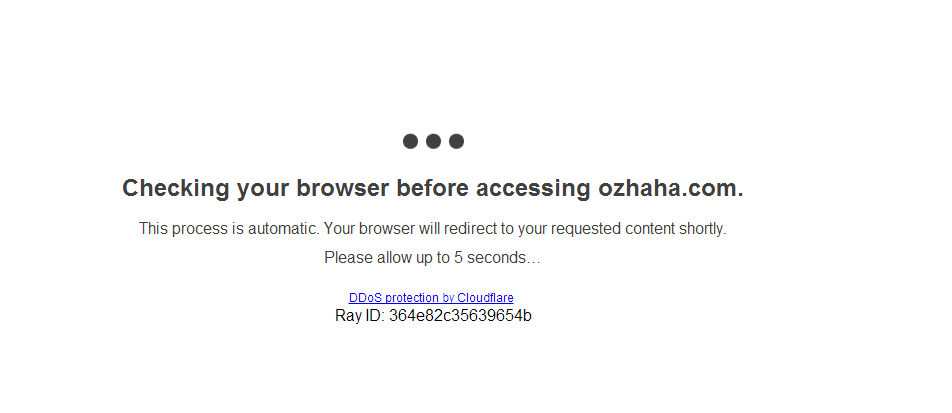 Checking your browser before accessing ozhaha.com.
This process is automatic. Your browser will redirect to your requested content shortly.
Please allow up to 5 seconds…
DDoS protection by Cloudflare
Ray ID: 364e82c35639654b